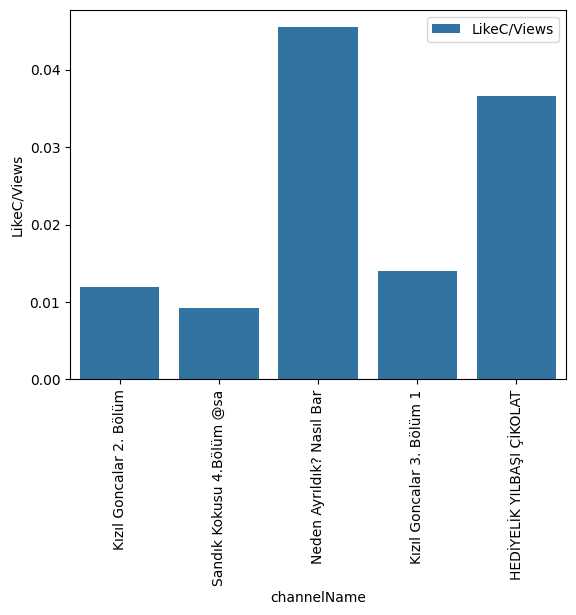 LikeC/Views
LikeC/Views
0.04
0.03
0.02
0.01
0.00
Kızıl Goncalar 2. Bölüm
Sandık Kokusu 4.Bölüm @sa
Neden Ayrıldık? Nasıl Bar
Kızıl Goncalar 3. Bölüm 1
HEDİYELİK YILBAŞI ÇİKOLAT
channelName